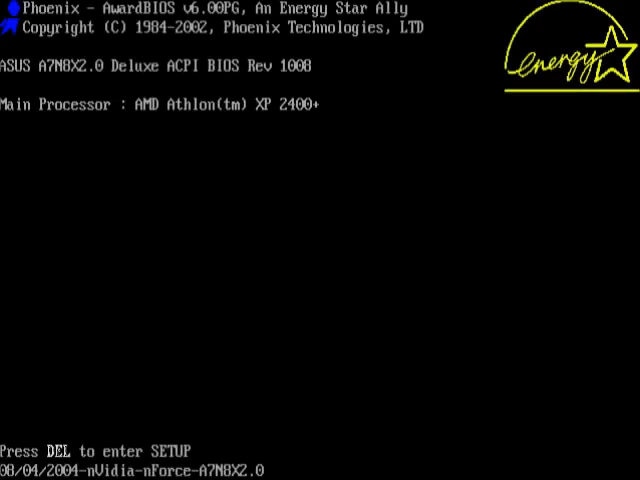 Phoenix - AwardBIOS v6.00PG, An Energy Star Ally
Copyright (C) 1984-2002, Phoenix Technologies, LTD
energy
ASUS A7N8X2.0 Deluxe ACPI BIOS Rev 1008
Main Processor : AMD Athlon(tm) XP 2400+
Press DEL to enter SETUP
08/04/2004-nVidia-nForce-A7N8X2.0